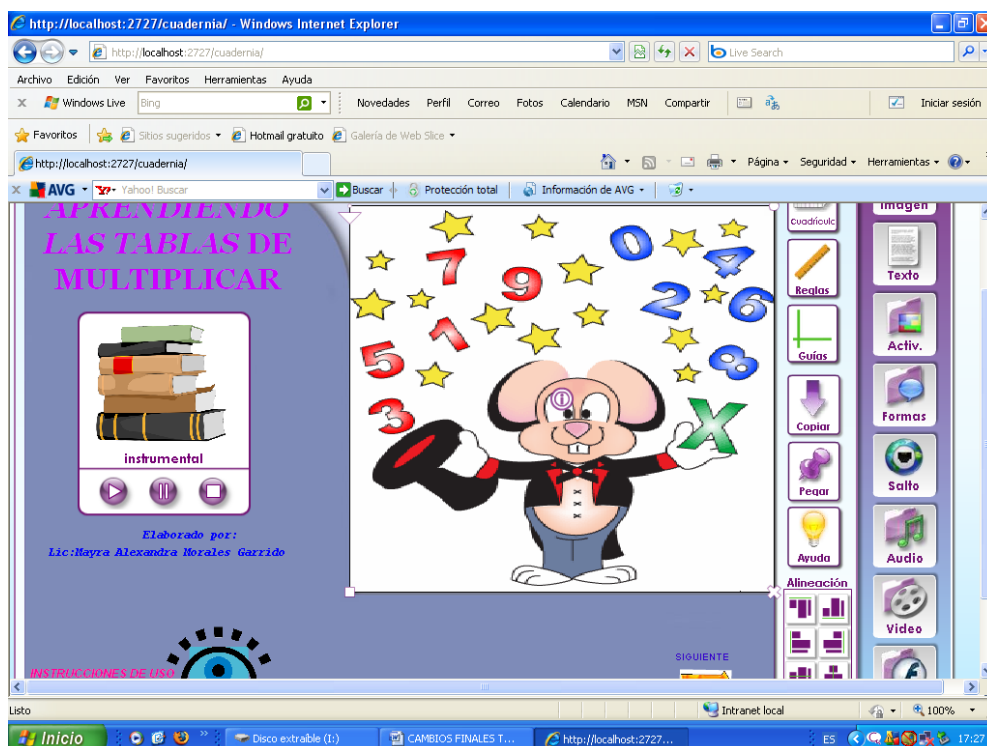 http://localhost:2727/cuadernia/ - Windows Internet Explorer
http://localhost:2727/cuadernia/
Live Search
Archivo Edición Ver Favoritos Herramientas Ayuda
X Windows Live Bing Novedades Perfil Correo Fotos Calendario MSN Compartir Iniciar sesión
Favoritos Sitios sugeridos Hotmail gratuito Galería de Web Slice
http://localhost:2727/cuadernia/ Página Seguridad Herramientas
X AVG Y! Yahoo! Buscar Buscar Protección total Información de AVG
APRENDIENDO
LAS TABLAS DE
MULTIPLICAR
instrumental
Elaborado por:
Lic:Mayra Alexandra Morales Garrido
INSTRUCCIONES DE USO
0
7 4
9
2 6
1
5 8
3 X
SIGUIENTE
Cuadrícula
Reglas
Guías
Copiar
Pegar
Ayuda
Alineación
Imagen
Texto
Activ.
Formas
Salto
Audio
Video
Listo Intranet local 100%
Inicio Disco extraíble (I:) CAMBIOS FINALES T... http://localhost:2727... ES 17:27